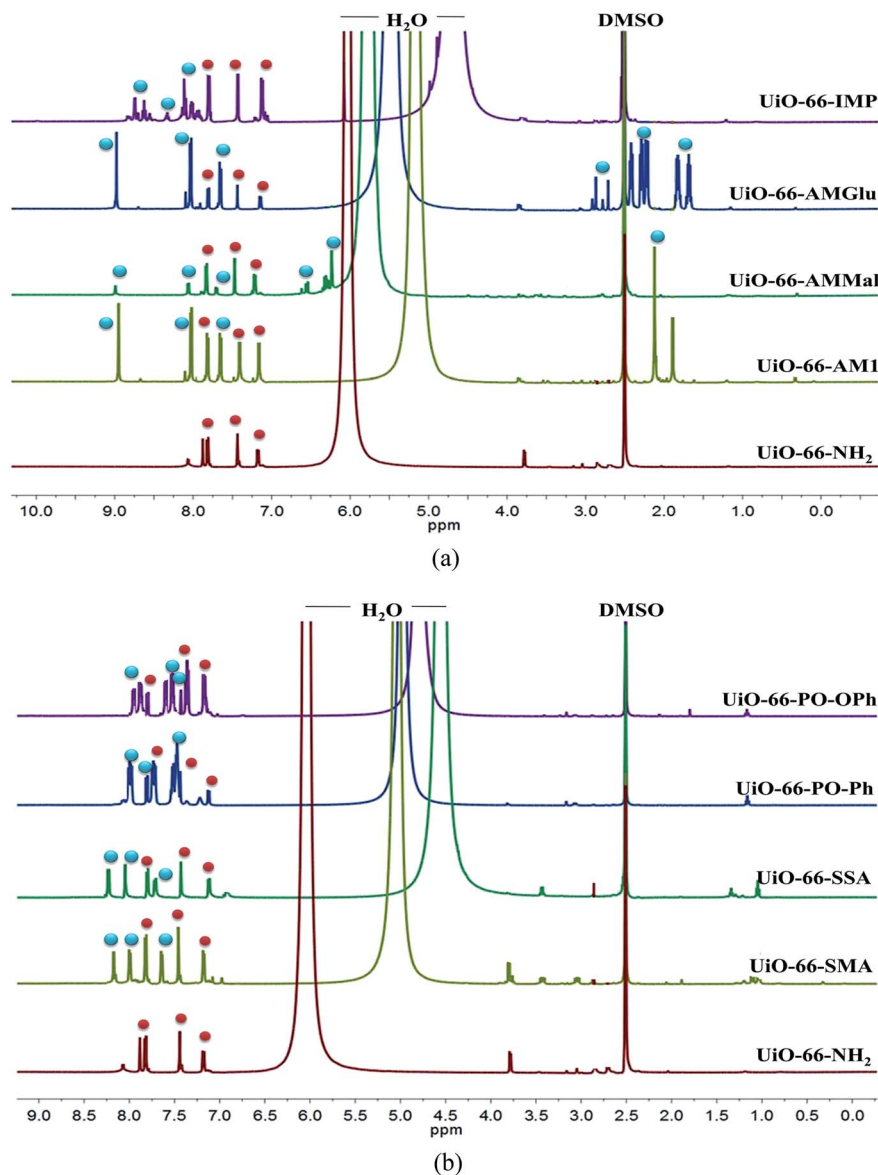 H₂O DMSO
UiO-66-IMP
UiO-66-AMGlu
UiO-66-AMMal
UiO-66-AM1
UiO-66-NH₂
10.0 9.0 8.0 7.0 6.0 5.0 4.0 3.0 2.0 1.0 0.0
ppm
(a)
H₂O DMSO
UiO-66-PO-OPh
UiO-66-PO-Ph
UiO-66-SSA
UiO-66-SMA
UiO-66-NH₂
9.0 8.5 8.0 7.5 7.0 6.5 6.0 5.5 5.0 4.5 4.0 3.5 3.0 2.5 2.0 1.5 1.0 0.5 0.0
ppm
(b)